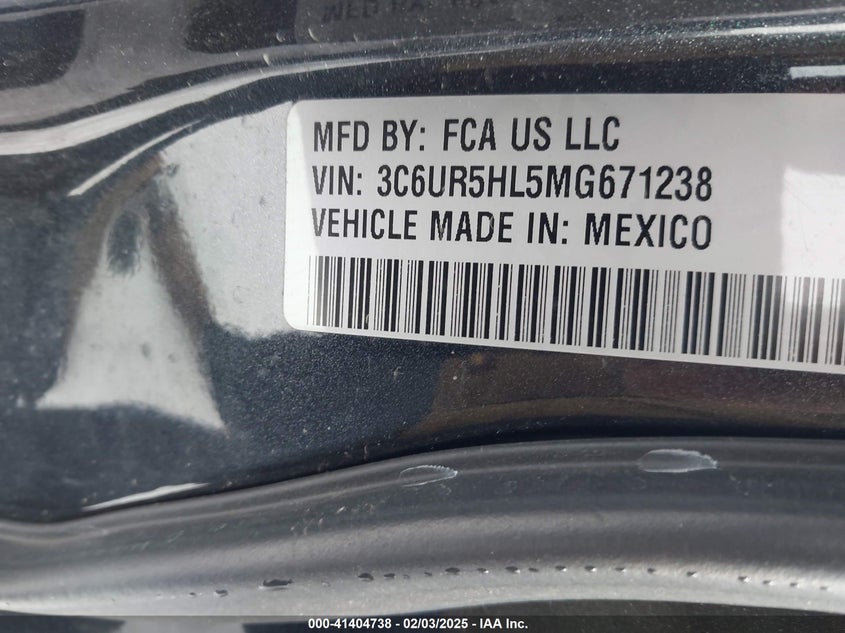 MFD BY: FCA US LLC
VIN: 3C6UR5HL5MG671238
VEHICLE MADE IN: MEXICO
000-41404738 - 02/03/2025 - IAA Inc.